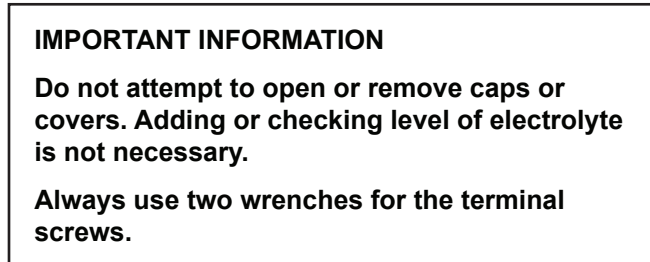 IMPORTANT INFORMATION
Do not attempt to open or remove caps or
covers. Adding or checking level of electrolyte
is not necessary.
Always use two wrenches for the terminal
screws.